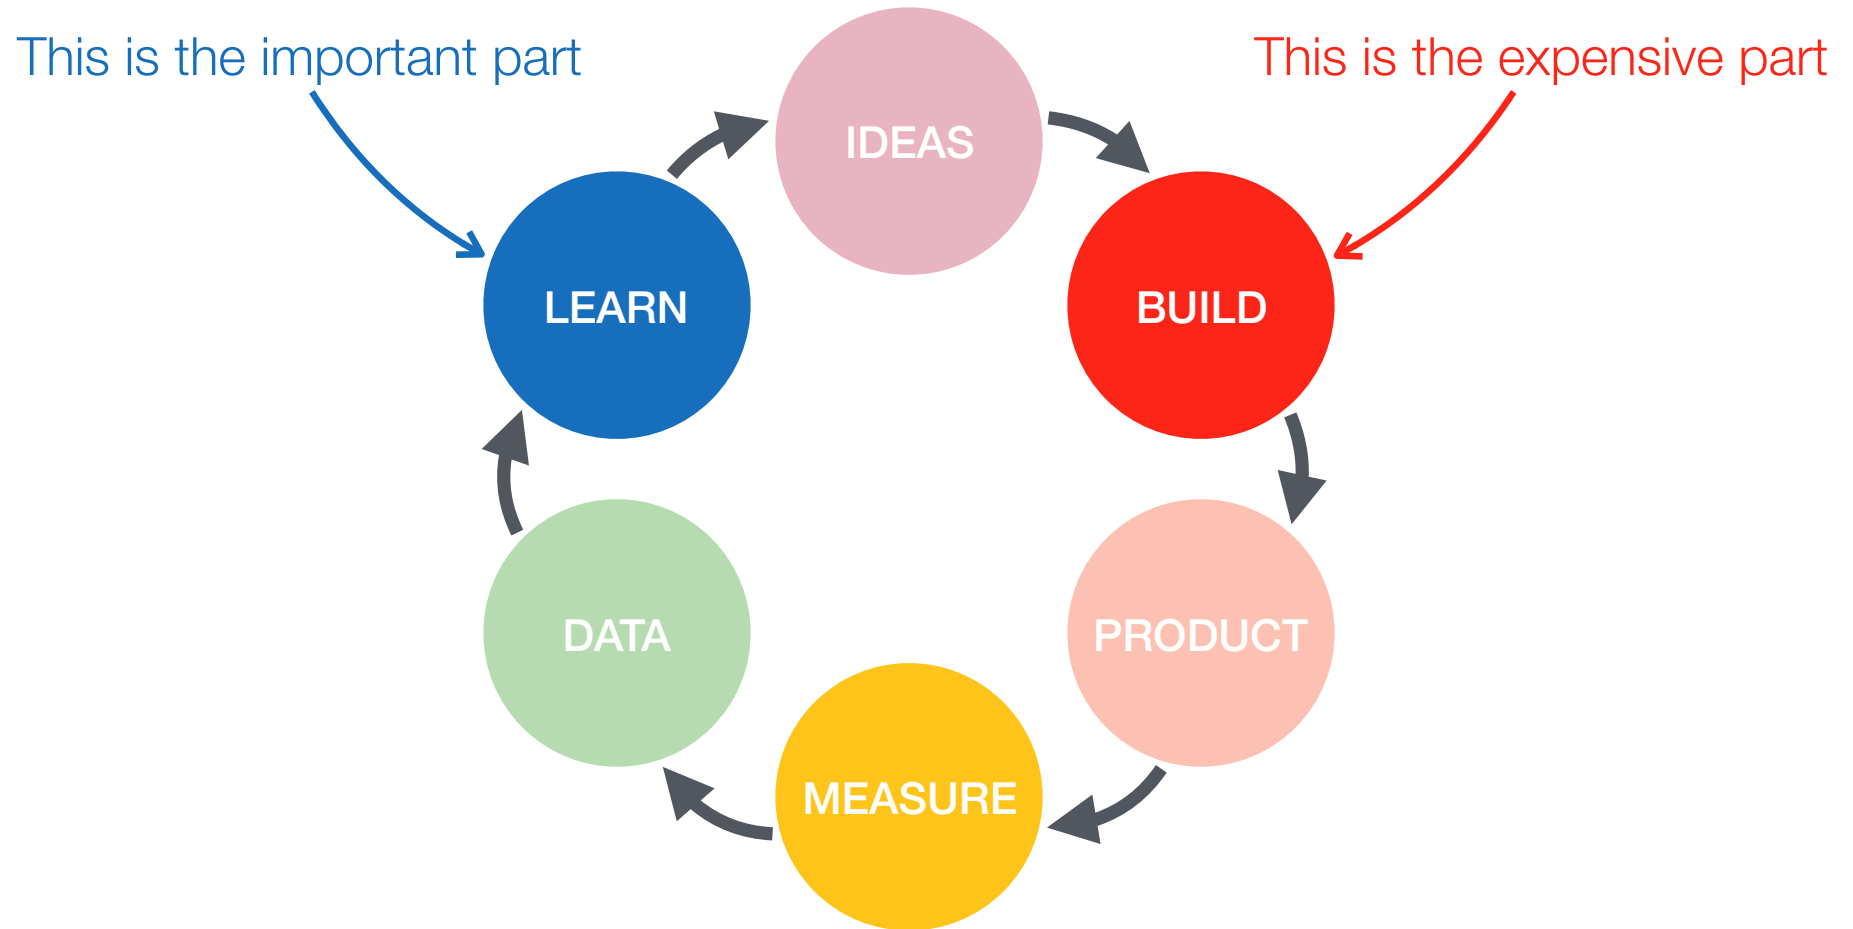 This is the important part
This is the expensive part
IDEAS
LEARN
BUILD
DATA
PRODUCT
MEASURE